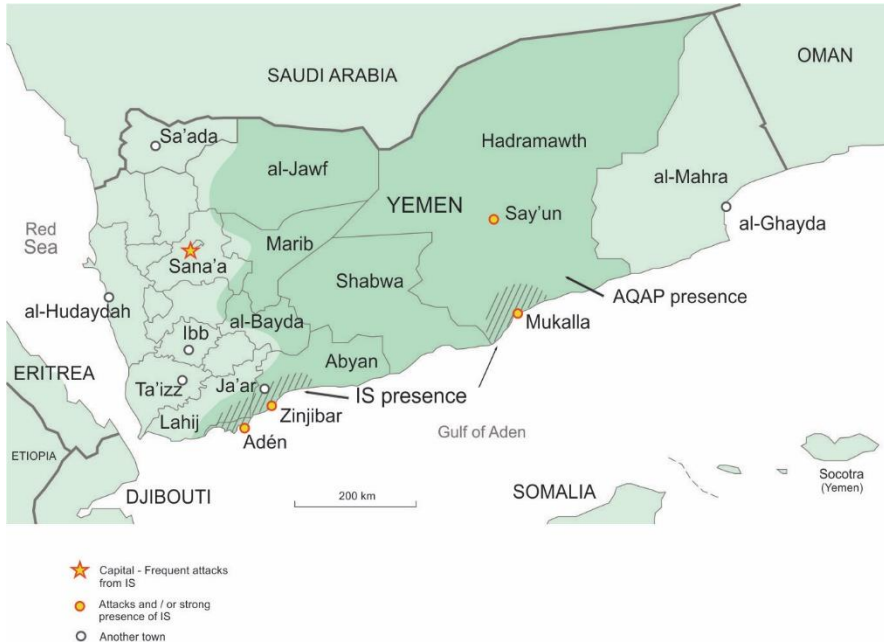 SAUDI ARABIA
OMAN
Sa'ada
al-Jawf
Hadramawth
al-Mahra
YEMEN
Say'un
al-Ghayda
Red
Sea
Marib
Sana'a
Shabwa
AQAP presence
al-Hudaydah
al-Bayda
Mukalla
Ibb
Abyan
ERITREA
Ta'izz
Ja'ar
IS presence
Lahij
Zinjibar
Adén
Gulf of Aden
ETIOPIA
DJIBOUTI
200 km
SOMALIA
Socotra
(Yemen)
Capital - Frequent attacks
from IS
Attacks and / or strong
presence of IS
Another town